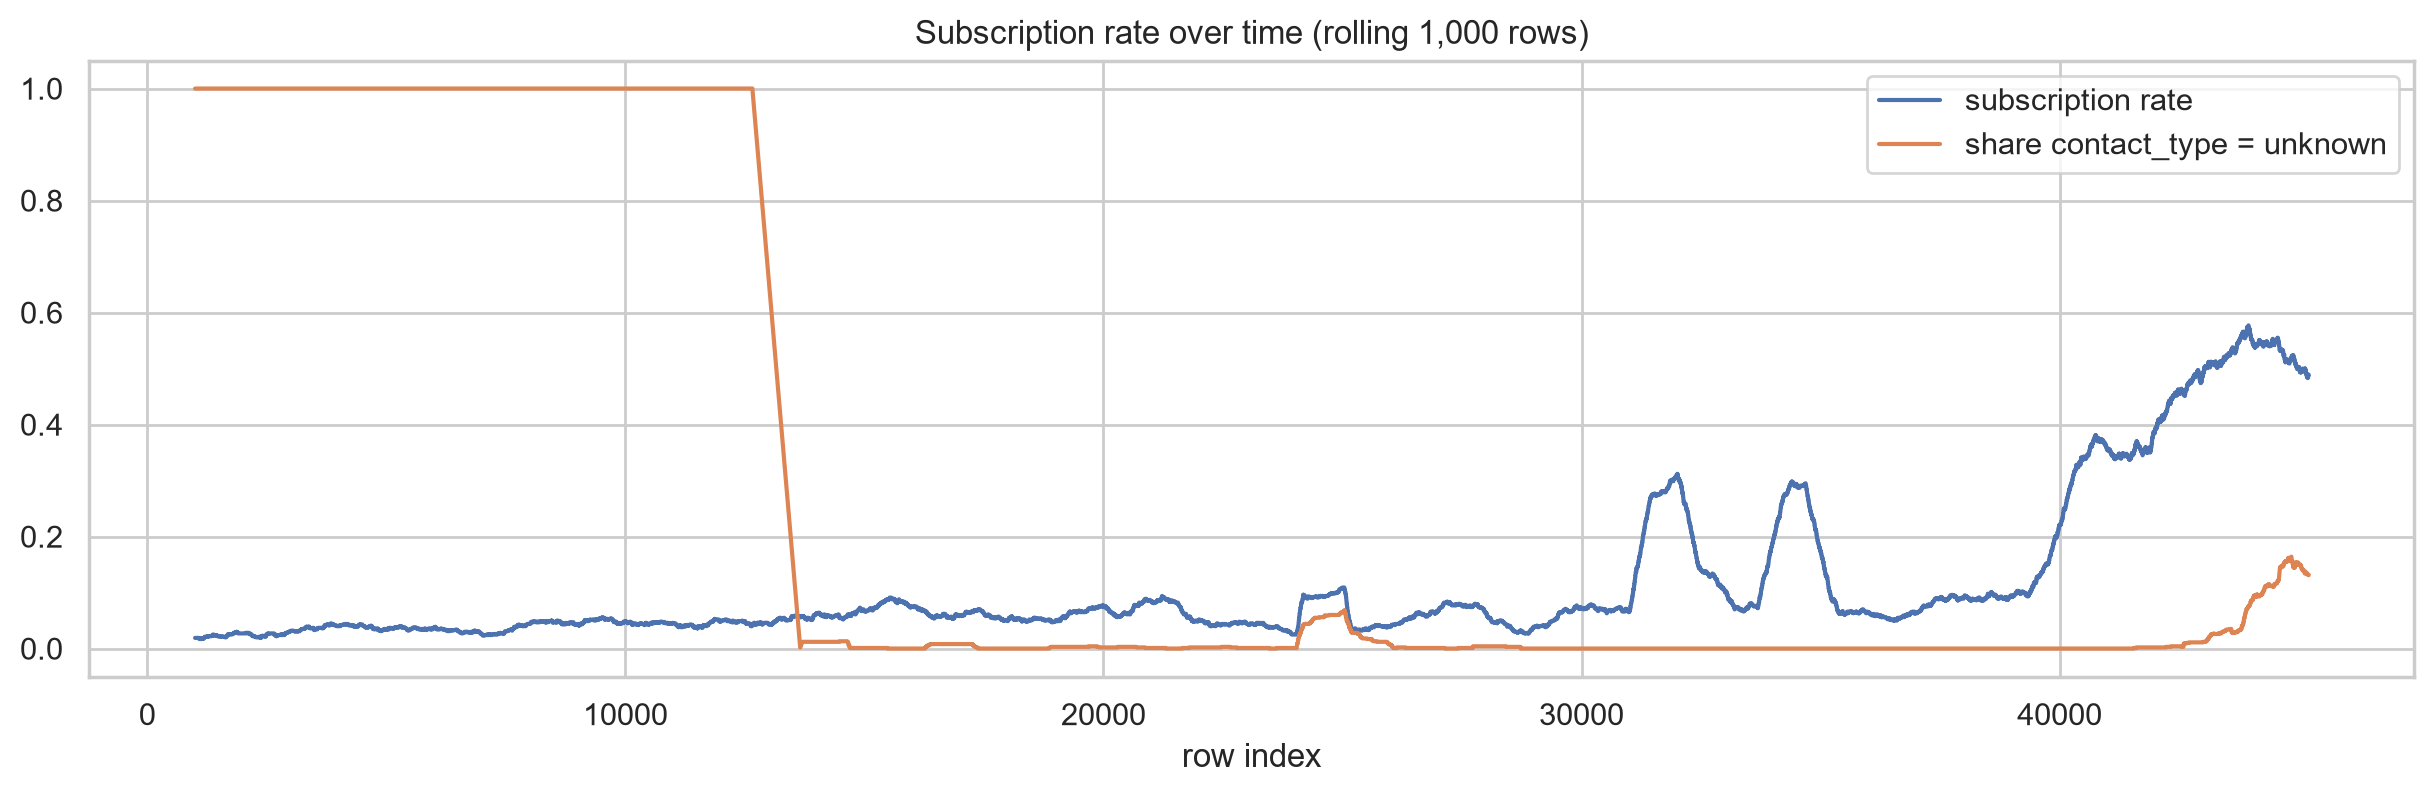 Subscription rate over time (rolling 1,000 rows)
1.0
0.8
0.6
0.4
0.2
0.0
subscription rate
share contact_type = unknown
0 10000 20000 30000 40000
row index